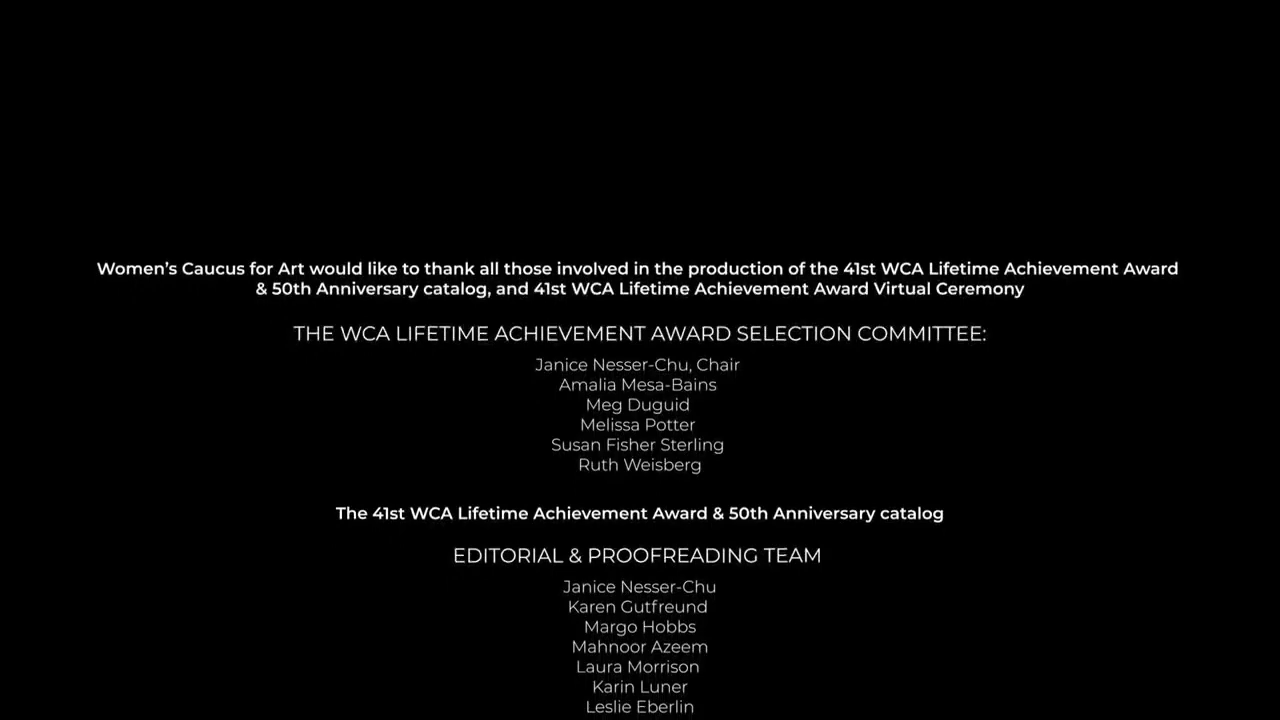 Women’s Caucus for Art would like to thank all those involved in the production of the 41st WCA Lifetime Achievement Award
& 50th Anniversary catalog, and 41st WCA Lifetime Achievement Award Virtual Ceremony
THE WCA LIFETIME ACHIEVEMENT AWARD SELECTION COMMITTEE:
Janice Nesser-Chu, Chair
Amalia Mesa-Bains
Meg Duguid
Melissa Potter
Susan Fisher Sterling
Ruth Weisberg
The 41st WCA Lifetime Achievement Award & 50th Anniversary catalog
EDITORIAL & PROOFREADING TEAM
Janice Nesser-Chu
Karen Gutfreund
Margo Hobbs
Mahnoor Azeem
Laura Morrison
Karin Luner
Leslie Eberlin